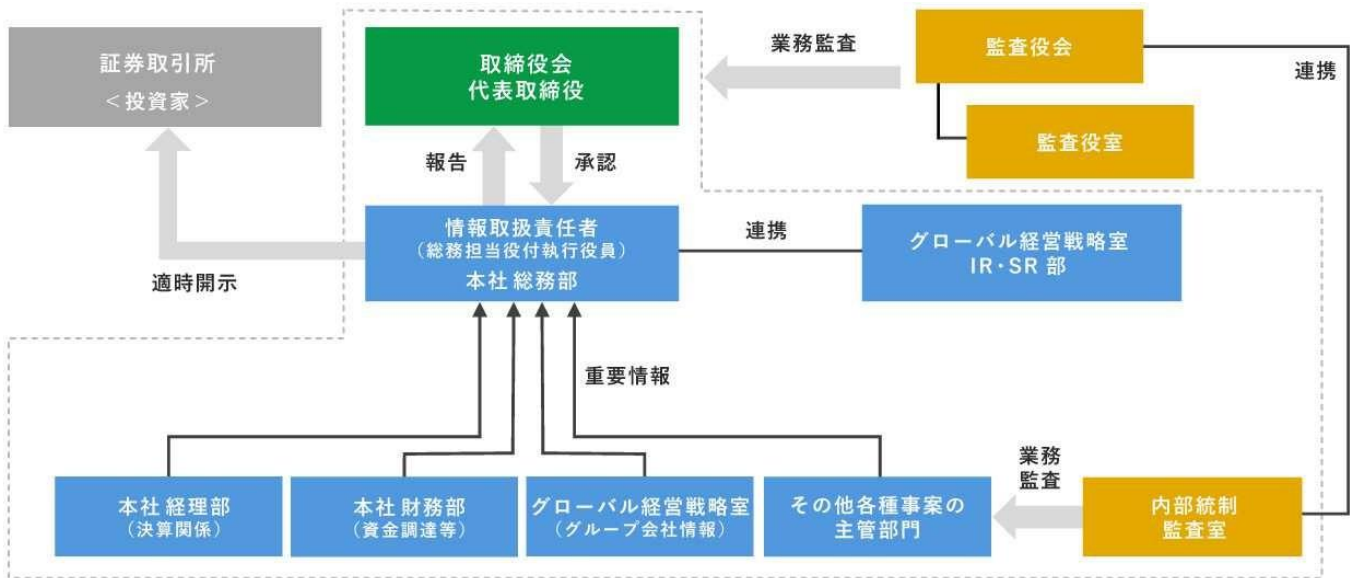 証券取引所
＜投資家＞
取締役会
代表取締役
業務監査
監査役会
連携
監査役室
報告
承認
情報取扱責任者
（総務担当役付執行役員）
本社 総務部
連携
グローバル経営戦略室
IR・SR 部
適時開示
重要情報
本社 経理部
（決算関係）
本社 財務部
（資金調達等）
グローバル経営戦略室
（グループ会社情報）
その他各種事案の
主管部門
業務
監査
内部統制
監査室